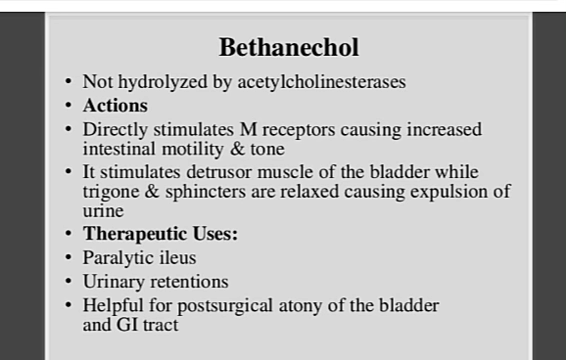 Bethanechol
• Not hydrolyzed by acetylcholinesterases
• Actions
• Directly stimulates M receptors causing increased
intestinal motility & tone
• It stimulates detrusor muscle of the bladder while
trigone & sphincters are relaxed causing expulsion of
urine
• Therapeutic Uses:
• Paralytic ileus
• Urinary retentions
• Helpful for postsurgical atony of the bladder
and GI tract